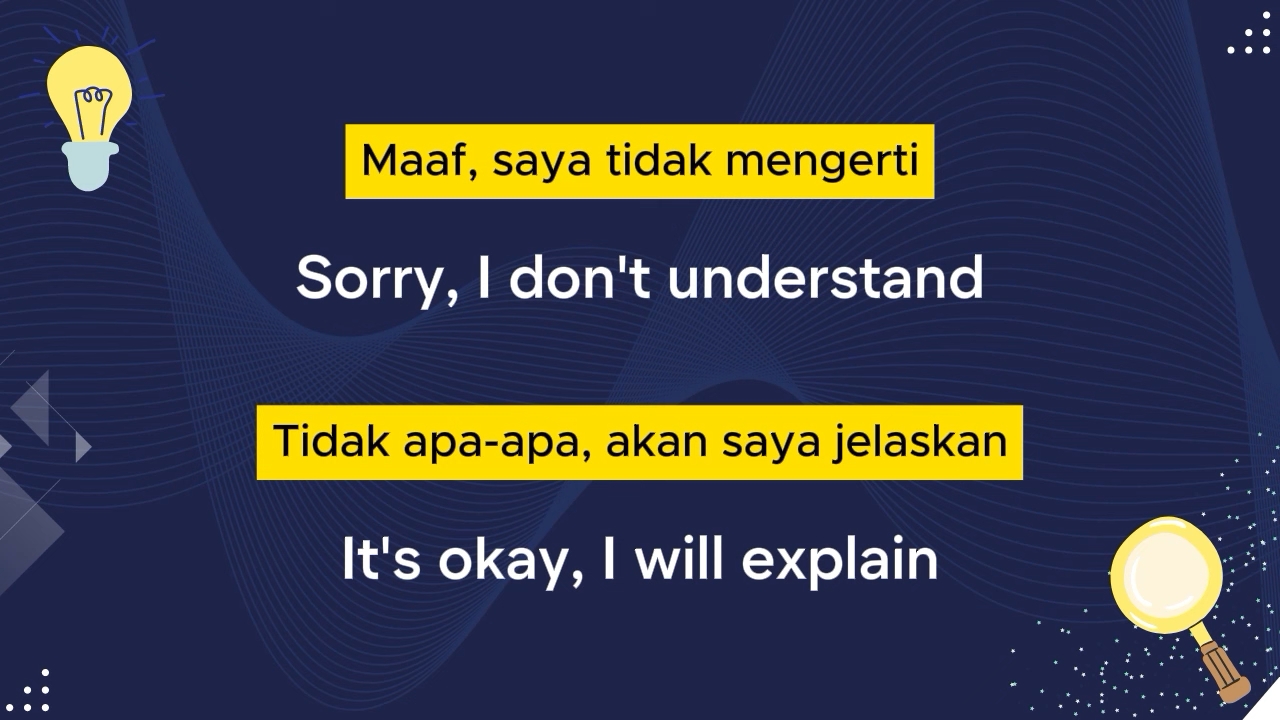 Maaf, saya tidak mengerti
Sorry, I don't understand
Tidak apa-apa, akan saya jelaskan
It's okay, I will explain